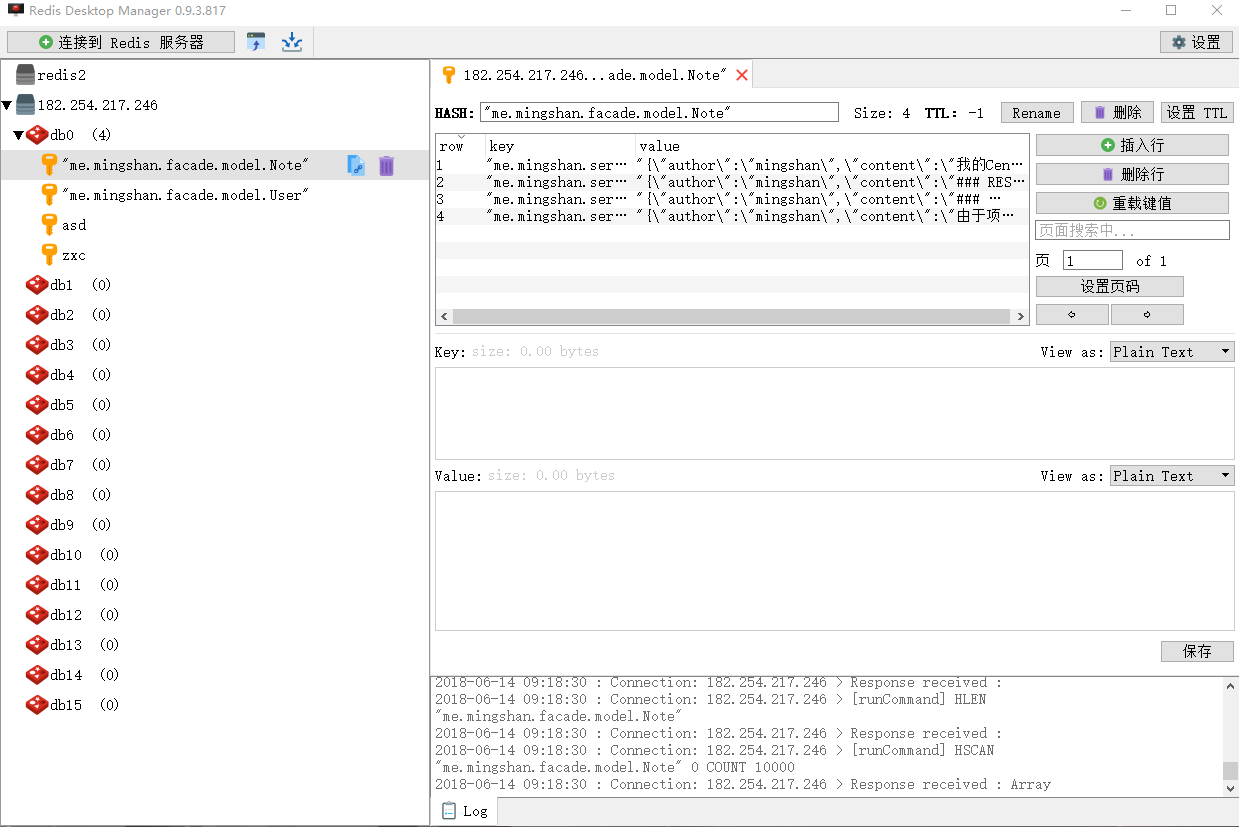 Redis Desktop Manager 0.9.3.817
连接到 Redis 服务器
设置
redis2
182.254.217.246
db0 (4)
"me.mingshan.facade.model.Note"
"me.mingshan.facade.model.User"
asd
zxc
db1 (0)
db2 (0)
db3 (0)
db4 (0)
db5 (0)
db6 (0)
db7 (0)
db8 (0)
db9 (0)
db10 (0)
db11 (0)
db12 (0)
db13 (0)
db14 (0)
db15 (0)
182.254.217.246...ade.model.Note"
HASH: "me.mingshan.facade.model.Note" Size: 4 TTL: -1 Rename 删除 设置 TTL
row key value
1 "me.mingshan.ser… "{\"author\":\"mingshan\",\"content\":\"我的Cen…
2 "me.mingshan.ser… "{\"author\":\"mingshan\",\"content\":\"### RES…
3 "me.mingshan.ser… "{\"author\":\"mingshan\",\"content\":\"### …
4 "me.mingshan.ser… "{\"author\":\"mingshan\",\"content\":\"由于项…
插入行
删除行
重载键值
页面搜索中...
页 1 of 1
设置页码
Key: size: 0.00 bytes View as: Plain Text
Value: size: 0.00 bytes View as: Plain Text
保存
2018-06-14 09:18:30 : Connection: 182.254.217.246 > Response received :
2018-06-14 09:18:30 : Connection: 182.254.217.246 > [runCommand] HLEN
"me.mingshan.facade.model.Note"
2018-06-14 09:18:30 : Connection: 182.254.217.246 > Response received :
2018-06-14 09:18:30 : Connection: 182.254.217.246 > [runCommand] HSCAN
"me.mingshan.facade.model.Note" 0 COUNT 10000
2018-06-14 09:18:30 : Connection: 182.254.217.246 > Response received : Array
Log